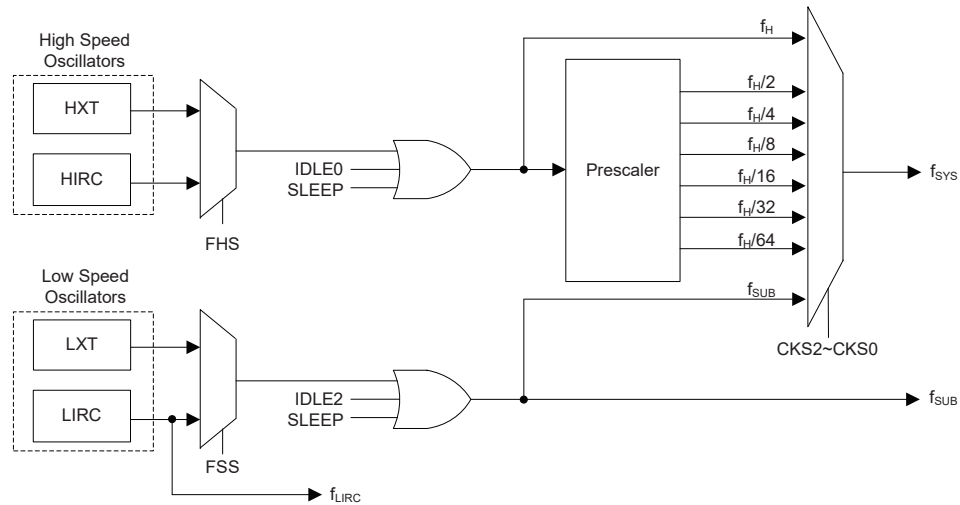 High Speed
Oscillators
HXT
HIRC
FHS
IDLE0
SLEEP
Prescaler
fH
fH/2
fH/4
fH/8
fH/16
fH/32
fH/64
fSUB
CKS2~CKS0
fSYS
Low Speed
Oscillators
LXT
LIRC
FSS
IDLE2
SLEEP
fSUB
fLIRC